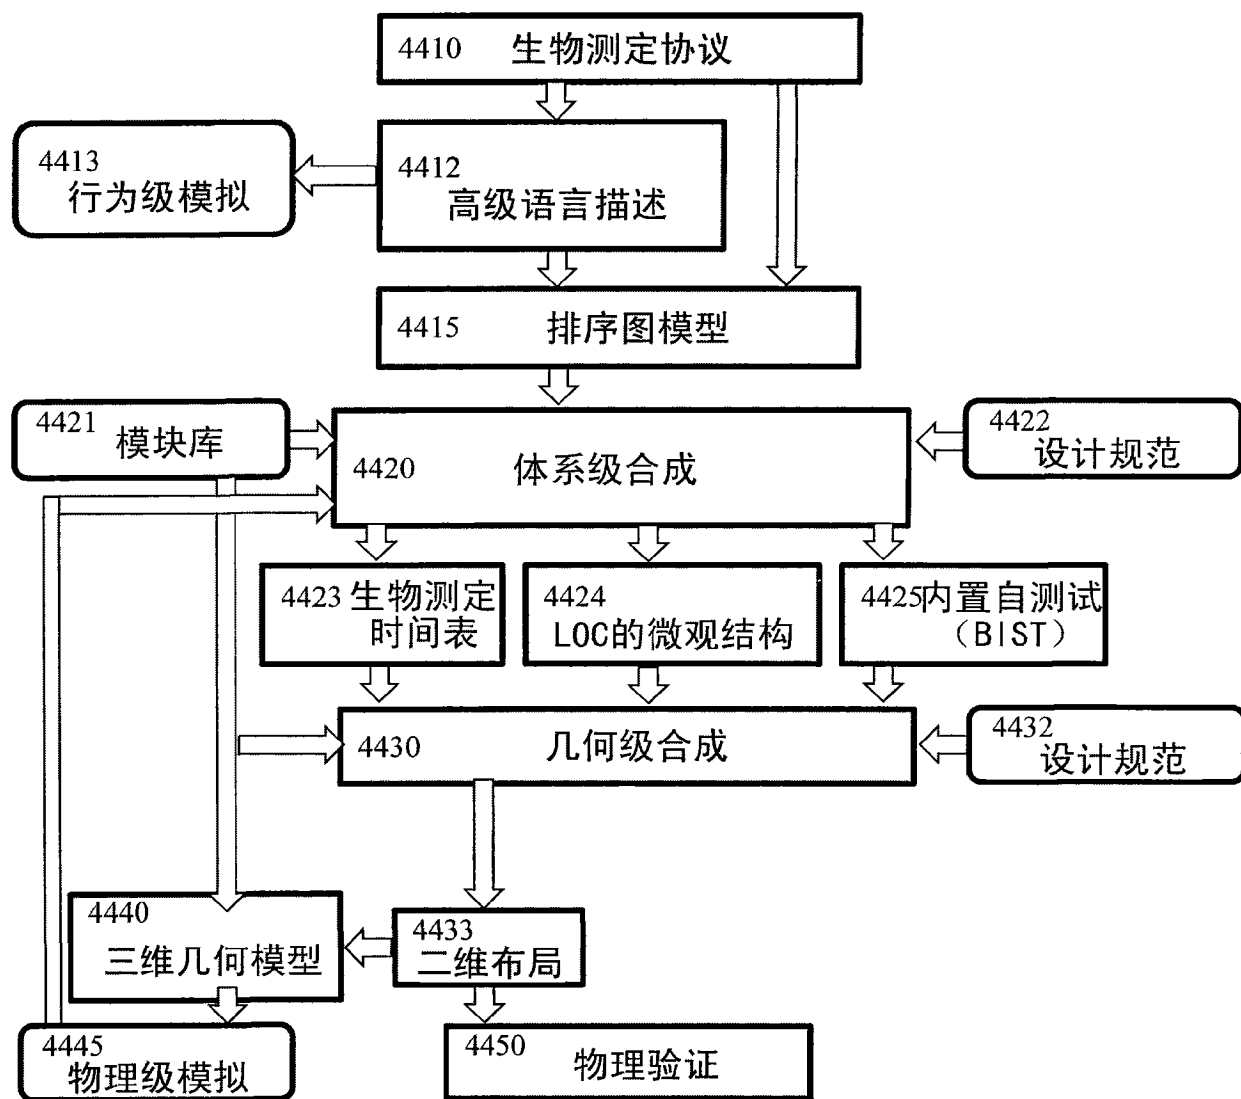 4410 生物测定协议
4413
行为级模拟
4412
高级语言描述
4415 排序图模型
4421 模块库
4422
设计规范
4420 体系级合成
4423 生物测定
时间表
4424
LOC的微观结构
4425 内置自测试
(BIST)
4430 几何级合成
4432
设计规范
4440
三维几何模型
4433
二维布局
4445
物理级模拟
4450 物理验证